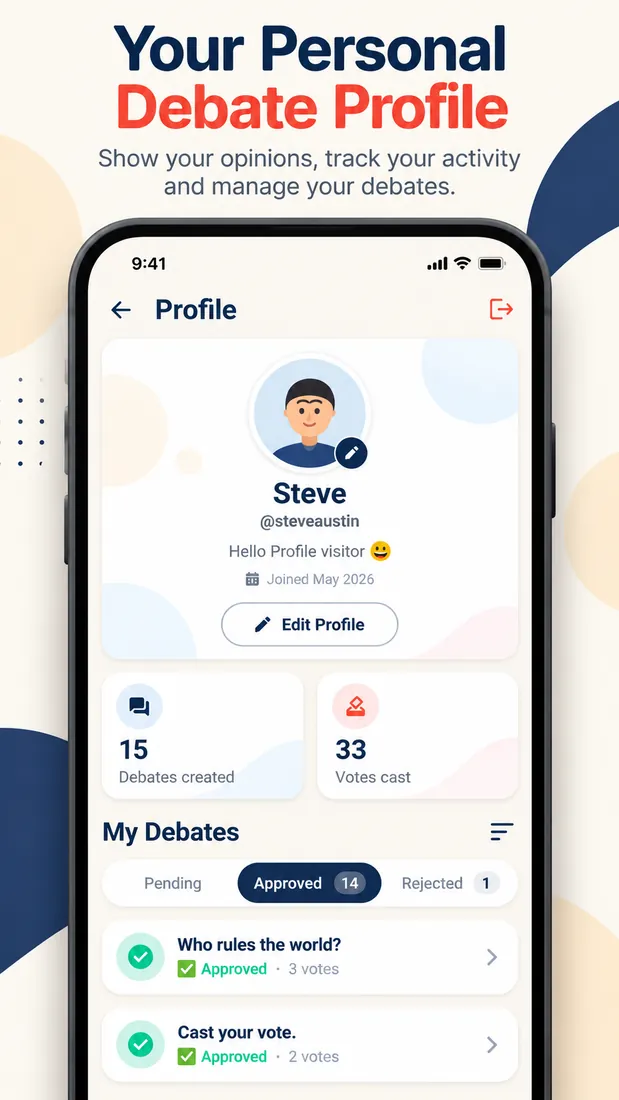 Your Personal
Debate Profile
Show your opinions, track your activity
and manage your debates.
9:41
Profile
Steve
@steveaustin
Hello Profile visitor 😀
Joined May 2026
Edit Profile
15
Debates created
33
Votes cast
My Debates
Pending
Approved 14
Rejected 1
Who rules the world?
✅ Approved · 3 votes
Cast your vote.
✅ Approved · 2 votes